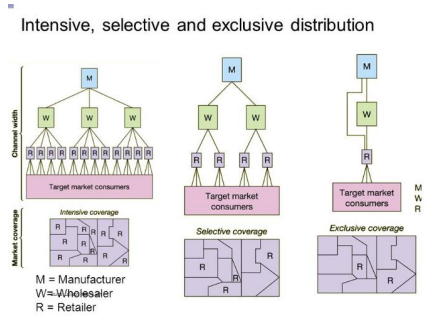 Intensive, selective and exclusive distribution
Channel width
M
W W W
R R R R R R R R R R R R
Target market consumers
Market coverage
Intensive coverage
R R R R R R R R R
M = Manufacturer
W= Wholesaler
R = Retailer
M
W W
R R R R
Target market
consumers
Selective coverage
R R R R
M
W
R
Target market
consumers
Exclusive coverage
R
M
W
R